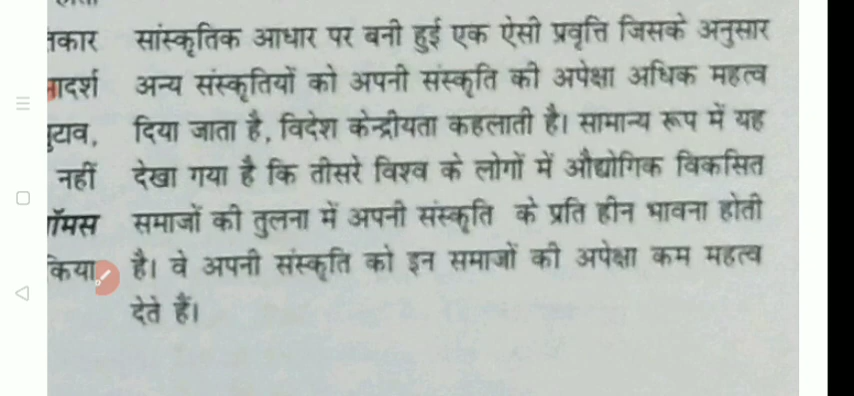 कार सांस्कृतिक आधार पर बनी हुई एक ऐसी प्रवृत्ति जिसके अनुसार
ादर्श अन्य संस्कृतियों को अपनी संस्कृति की अपेक्षा अधिक महत्व
ुटाव, दिया जाता है, विदेश केन्द्रीयता कहलाती है। सामान्य रूप में यह
नहीं देखा गया है कि तीसरे विश्व के लोगों में औद्योगिक विकसित
ॉमस समाजों की तुलना में अपनी संस्कृति के प्रति हीन भावना होती
किया है। वे अपनी संस्कृति को इन समाजों की अपेक्षा कम महत्व
देते हैं।